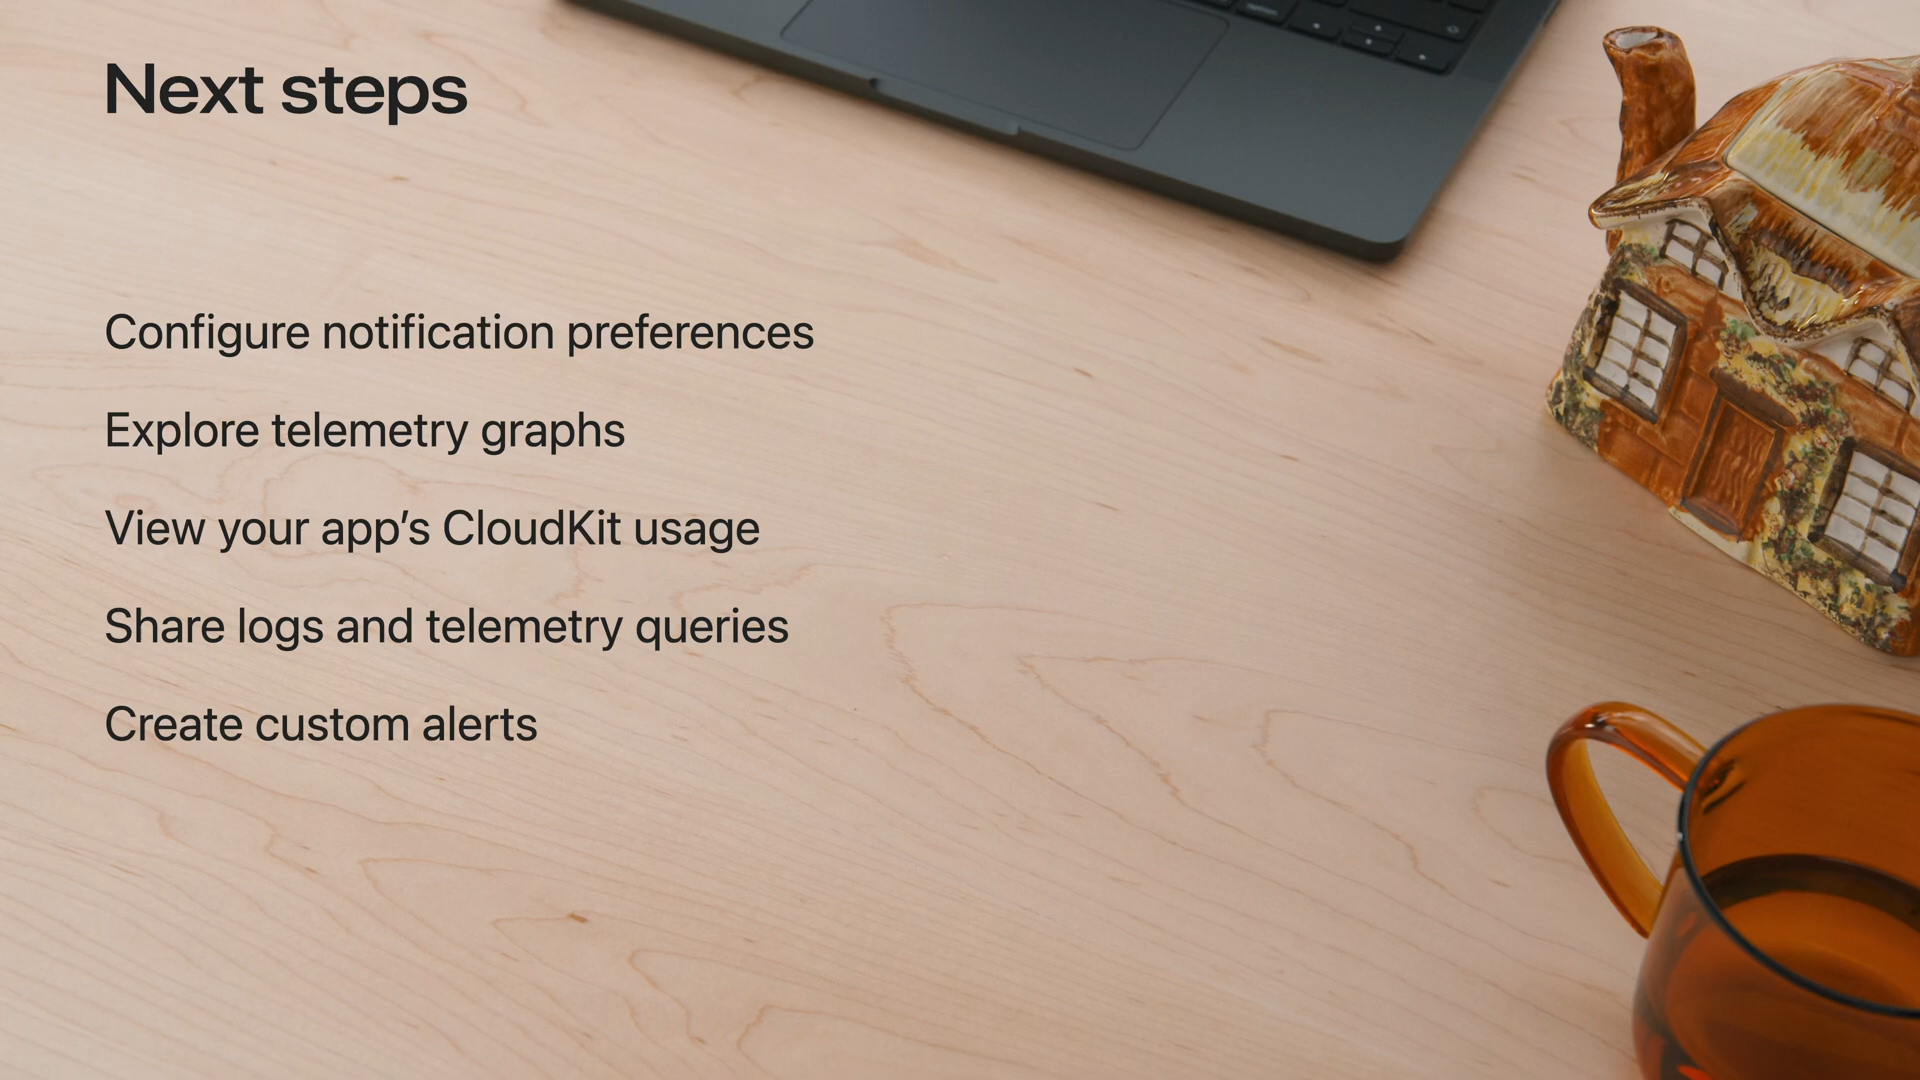 Next steps
Configure notification preferences
Explore telemetry graphs
View your app’s CloudKit usage
Share logs and telemetry queries
Create custom alerts